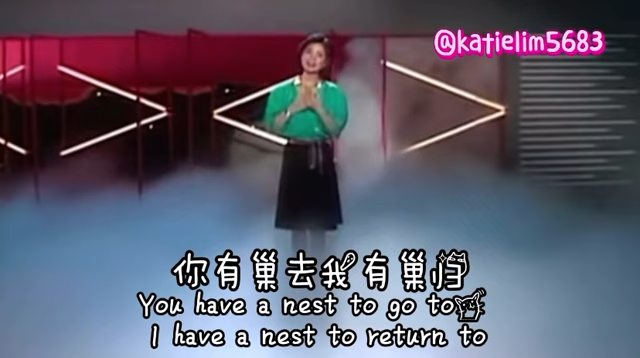 @katielim5683
你有巢去我有巢归
You have a nest to go to
I have a nest to return to